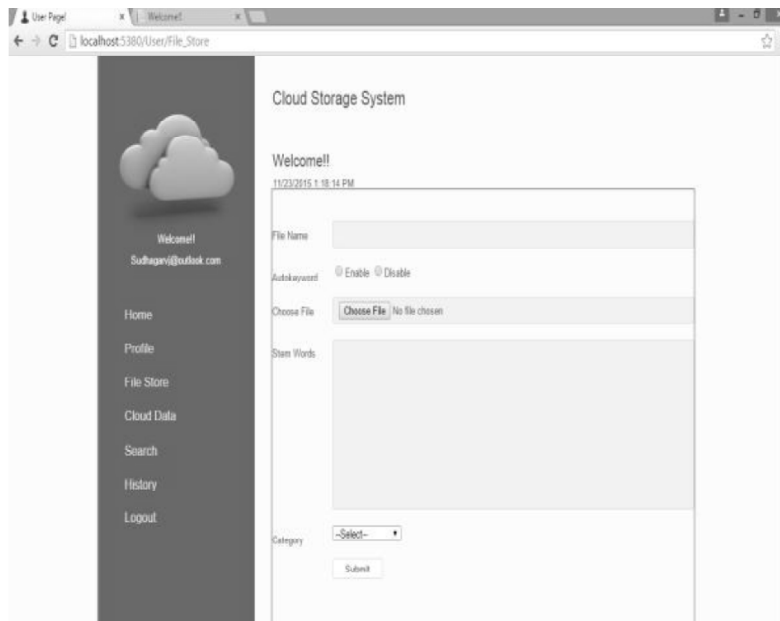 User Page!
Welcome!!
localhost:5380/User/File_Store
Cloud Storage System
Welcome!!
11/23/2015 1:18:14 PM
Welcome!!
Sudhagarvj@outlook.com
Home
Profile
File Store
Cloud Data
Search
History
Logout
File Name
Autokeyword
Enable Disable
Choose File
Choose File No file chosen
Stem Words
Category
--Select--
Submit